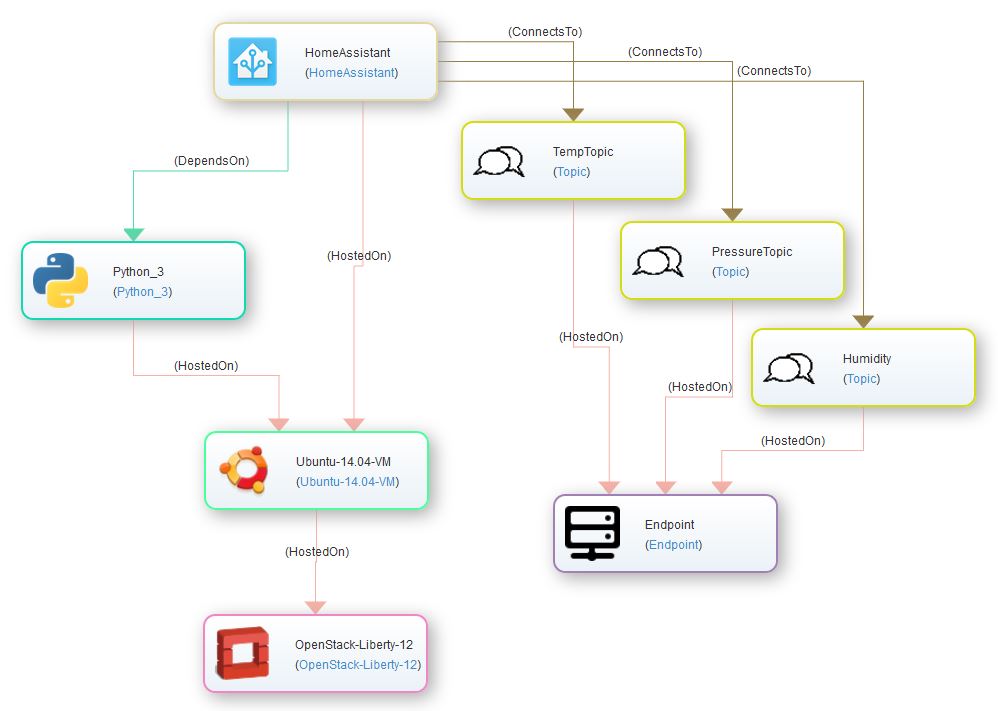 (ConnectsTo)
HomeAssistant
(HomeAssistant)
(ConnectsTo)
(ConnectsTo)
(DependsOn)
TempTopic
(Topic)
PressureTopic
(Topic)
(HostedOn)
Python_3
(Python_3)
(HostedOn)
(HostedOn)
Humidity
(Topic)
(HostedOn)
(HostedOn)
Ubuntu-14.04-VM
(Ubuntu-14.04-VM)
Endpoint
(Endpoint)
(HostedOn)
OpenStack-Liberty-12
(OpenStack-Liberty-12)